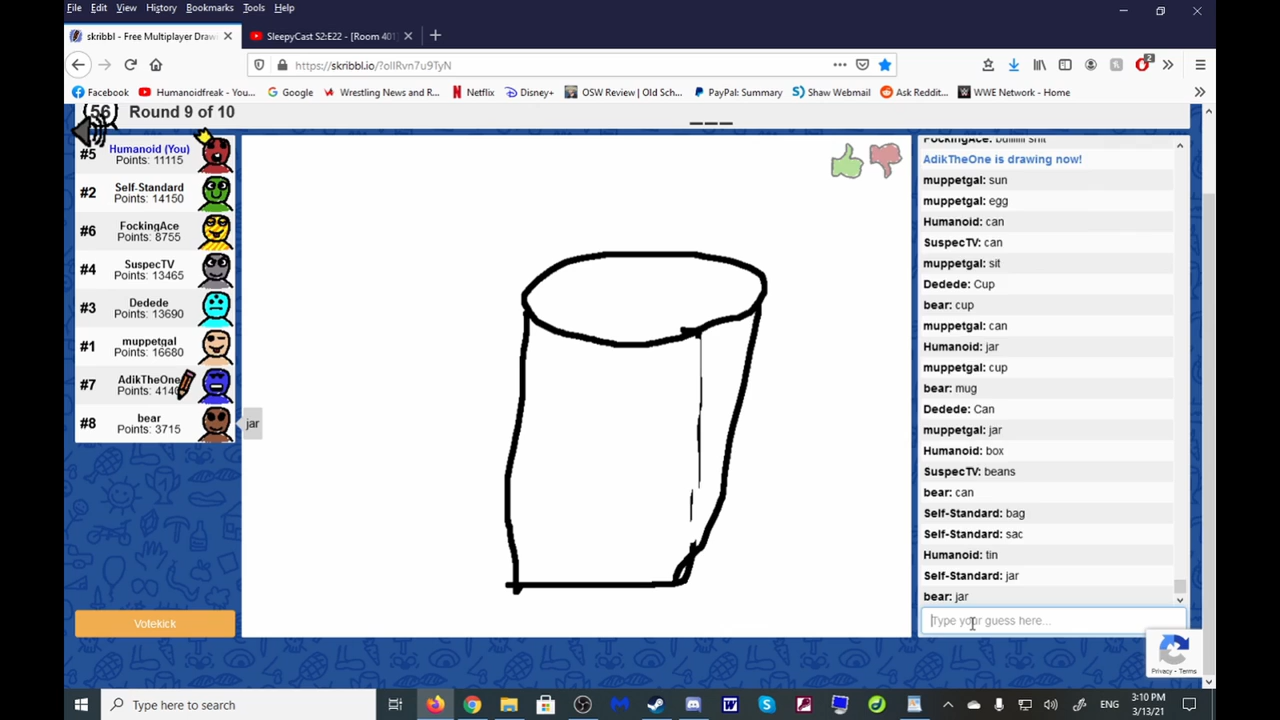 File Edit View History Bookmarks Tools Help
skribbl - Free Multiplayer Draw
SleepyCast S2:E22 - [Room 401]
https://skribbl.io/?olIRvn7u9TyN
Facebook Humanoidfreak - You... Google Wrestling News and R... Netflix Disney+ OSW Review | Old Sch... PayPal: Summary Shaw Webmail Ask Reddit... WWE Network - Home
56 Round 9 of 10 _ _ _
#5 Humanoid (You)
Points: 11115
#2 Self-Standard
Points: 14150
#6 FockingAce
Points: 8755
#4 SuspecTV
Points: 13465
#3 Dedede
Points: 13690
#1 muppetgal
Points: 16680
#7 AdikTheOne
Points: 4140
#8 bear
Points: 3715
jar
Votekick
AdikTheOne is drawing now!
muppetgal: sun
muppetgal: egg
Humanoid: can
SuspecTV: can
muppetgal: sit
Dedede: Cup
bear: cup
muppetgal: can
Humanoid: jar
muppetgal: cup
bear: mug
Dedede: Can
muppetgal: jar
Humanoid: box
SuspecTV: beans
bear: can
Self-Standard: bag
Self-Standard: sac
Humanoid: tin
Self-Standard: jar
bear: jar
Type your guess here...
Privacy - Terms
Type here to search
ENG
3:10 PM
3/13/21